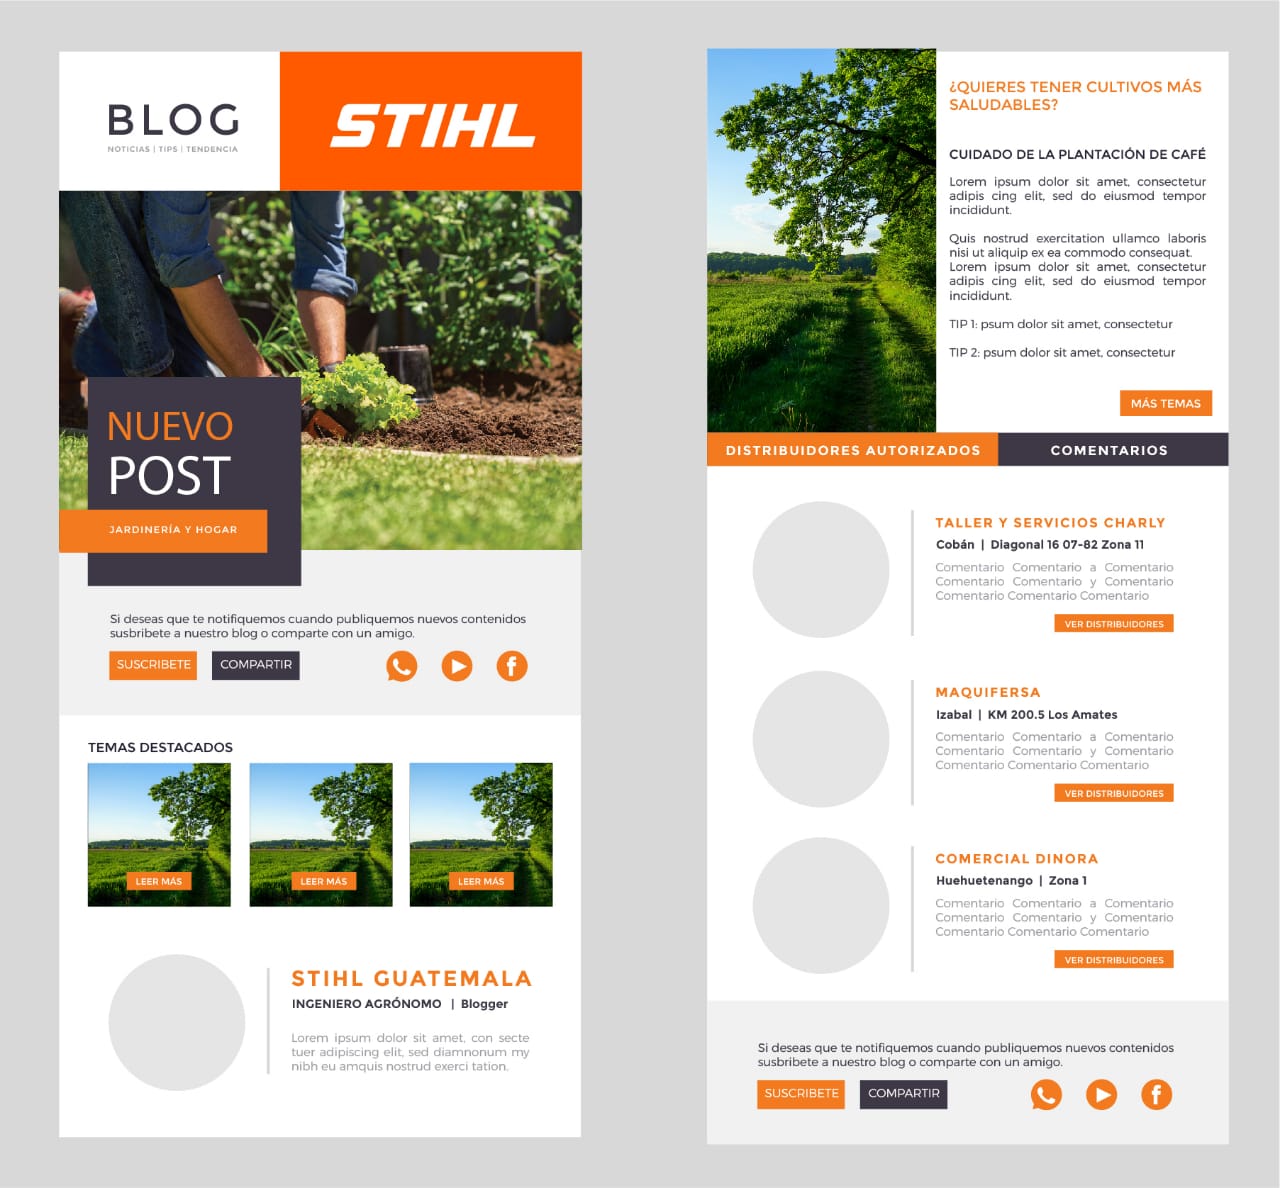 BLOG
NOTICIAS | TIPS | TENDENCIA
STIHL
NUEVO
POST
JARDINERÍA Y HOGAR
Si deseas que te notifiquemos cuando publiquemos nuevos contenidos
susbribete a nuestro blog o comparte con un amigo.
SUSCRIBETE
COMPARTIR
TEMAS DESTACADOS
LEER MÁS
LEER MÁS
LEER MÁS
STIHL GUATEMALA
INGENIERO AGRÓNOMO | Blogger
Lorem ipsum dolor sit amet, con secte
tuer adipiscing elit, sed diamnonum my
nibh eu amquis nostrud exerci tation.
¿QUIERES TENER CULTIVOS MÁS
SALUDABLES?
CUIDADO DE LA PLANTACIÓN DE CAFÉ
Lorem ipsum dolor sit amet, consectetur
adipis cing elit, sed do eiusmod tempor
incididunt.
Quis nostrud exercitation ullamco laboris
nisi ut aliquip ex ea commodo consequat.
Lorem ipsum dolor sit amet, consectetur
adipis cing elit, sed do eiusmod tempor
incididunt.
TIP 1: psum dolor sit amet, consectetur
TIP 2: psum dolor sit amet, consectetur
MÁS TEMAS
DISTRIBUIDORES AUTORIZADOS
COMENTARIOS
TALLER Y SERVICIOS CHARLY
Cobán | Diagonal 16 07-82 Zona 11
Comentario Comentario a Comentario
Comentario Comentario y Comentario
Comentario Comentario Comentario
VER DISTRIBUIDORES
MAQUIFERSA
Izabal | KM 200.5 Los Amates
Comentario Comentario a Comentario
Comentario Comentario y Comentario
Comentario Comentario Comentario
VER DISTRIBUIDORES
COMERCIAL DINORA
Huehuetenango | Zona 1
Comentario Comentario a Comentario
Comentario Comentario y Comentario
Comentario Comentario Comentario
VER DISTRIBUIDORES
Si deseas que te notifiquemos cuando publiquemos nuevos contenidos
susbribete a nuestro blog o comparte con un amigo.
SUSCRIBETE
COMPARTIR